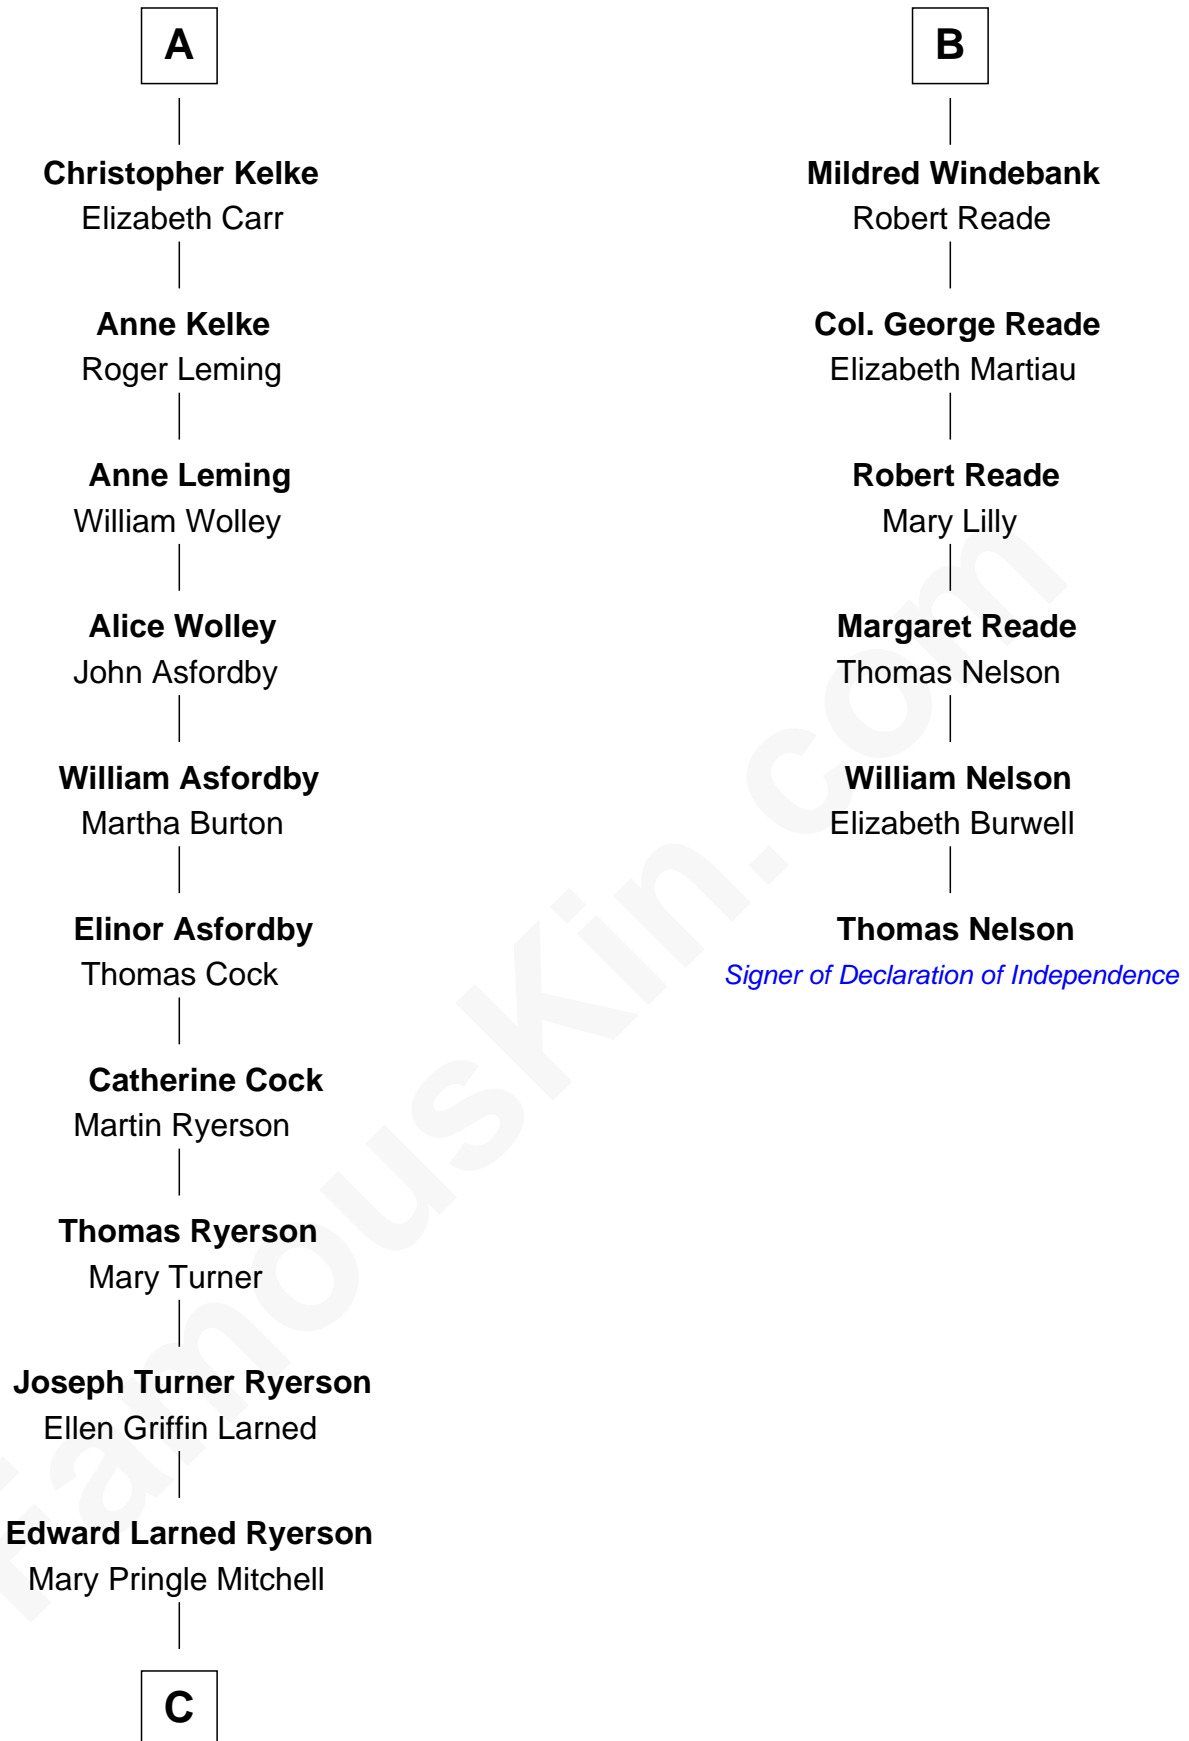 A
Christopher Kelke
Elizabeth Carr
Anne Kelke
Roger Leming
Anne Leming
William Wolley
Alice Wolley
John Asfordby
William Asfordby
Martha Burton
Elinor Asfordby
Thomas Cock
Catherine Cock
Martin Ryerson
Thomas Ryerson
Mary Turner
Joseph Turner Ryerson
Ellen Griffin Larned
Edward Larned Ryerson
Mary Pringle Mitchell
C
B
Mildred Windebank
Robert Reade
Col. George Reade
Elizabeth Martiau
Robert Reade
Mary Lilly
Margaret Reade
Thomas Nelson
William Nelson
Elizabeth Burwell
Thomas Nelson
Signer of Declaration of Independence
FamousKin.com